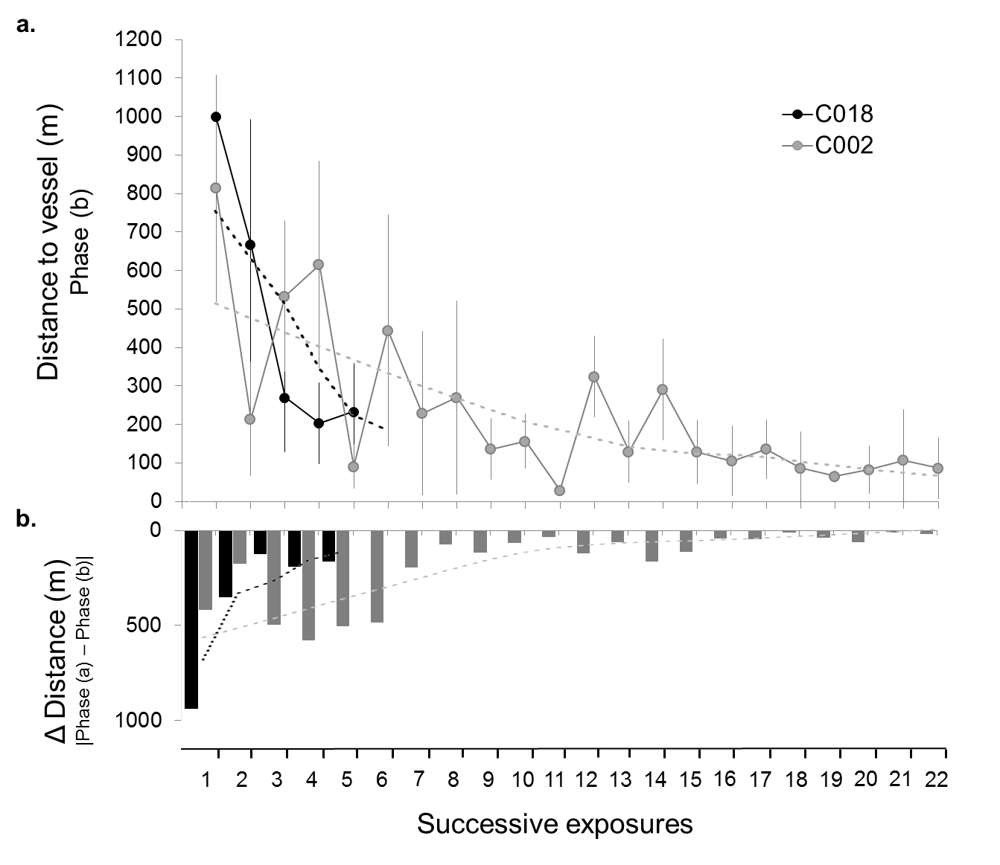 a.
1200
1100
1000
900
800
700
600
500
400
300
200
100
0
Distance to vessel (m)
Phase (b)
C018
C002
b.
0
500
1000
Δ Distance (m)
|Phase (a) – Phase (b)|
1 2 3 4 5 6 7 8 9 10 11 12 13 14 15 16 17 18 19 20 21 22
Successive exposures